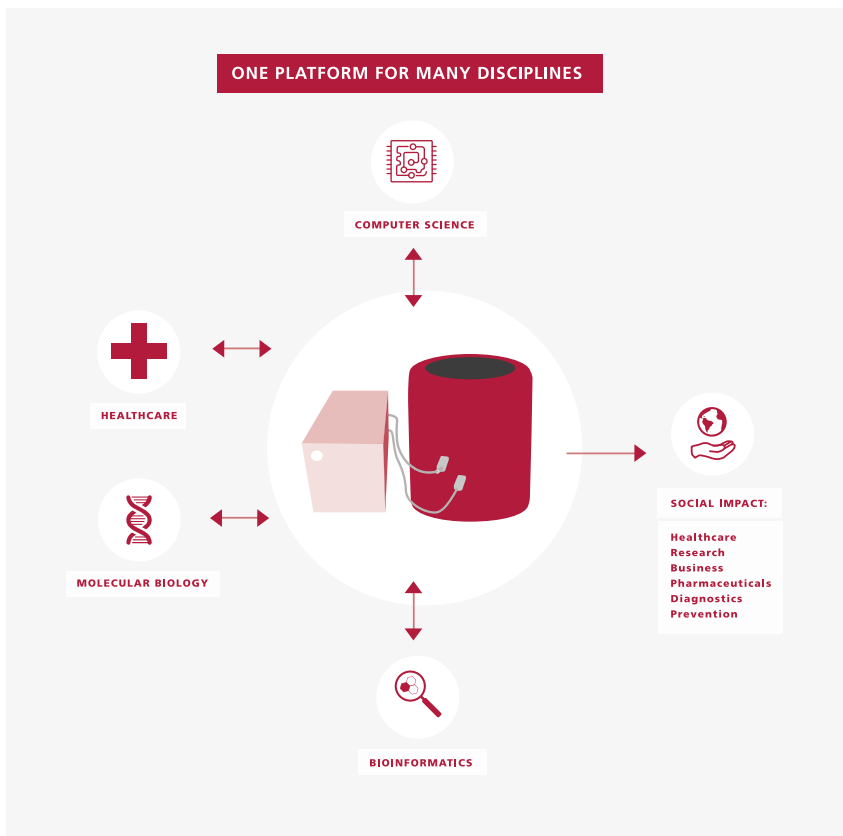 ONE PLATFORM FOR MANY DISCIPLINES
COMPUTER SCIENCE
HEALTHCARE
MOLECULAR BIOLOGY
SOCIAL IMPACT:
Healthcare
Research
Business
Pharmaceuticals
Diagnostics
Prevention
BIOINFORMATICS